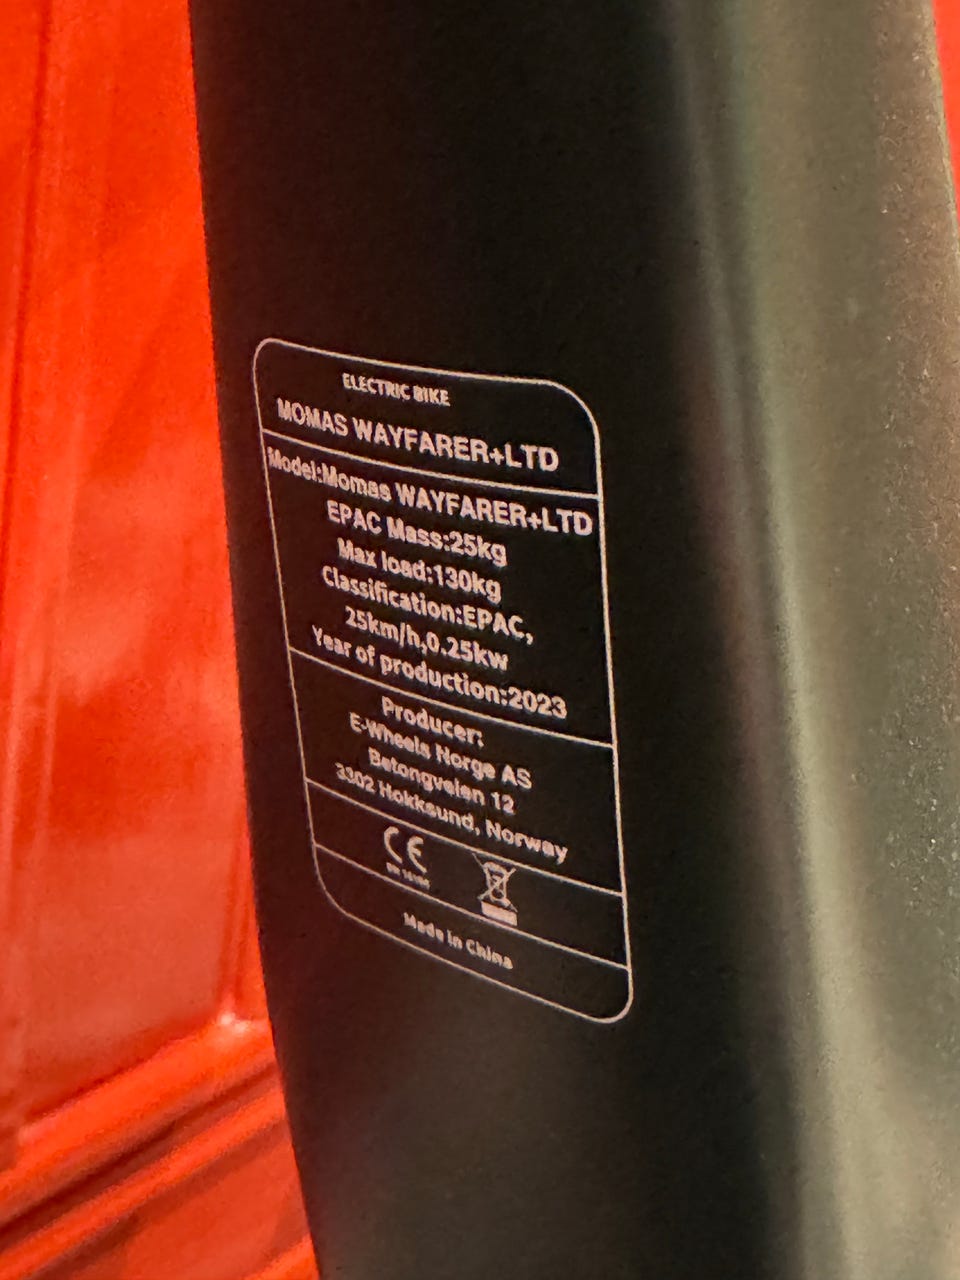 ELECTRIC BIKE
MOMAS WAYFARER+LTD
Model:Momas WAYFARER+LTD
EPAC Mass:25kg
Max load:130kg
Classification:EPAC,
25km/h,0.25kw
Year of production:2023
Producer:
E-Wheels Norge AS
Betongveien 12
3302 Hokksund, Norway
CE
Made in China